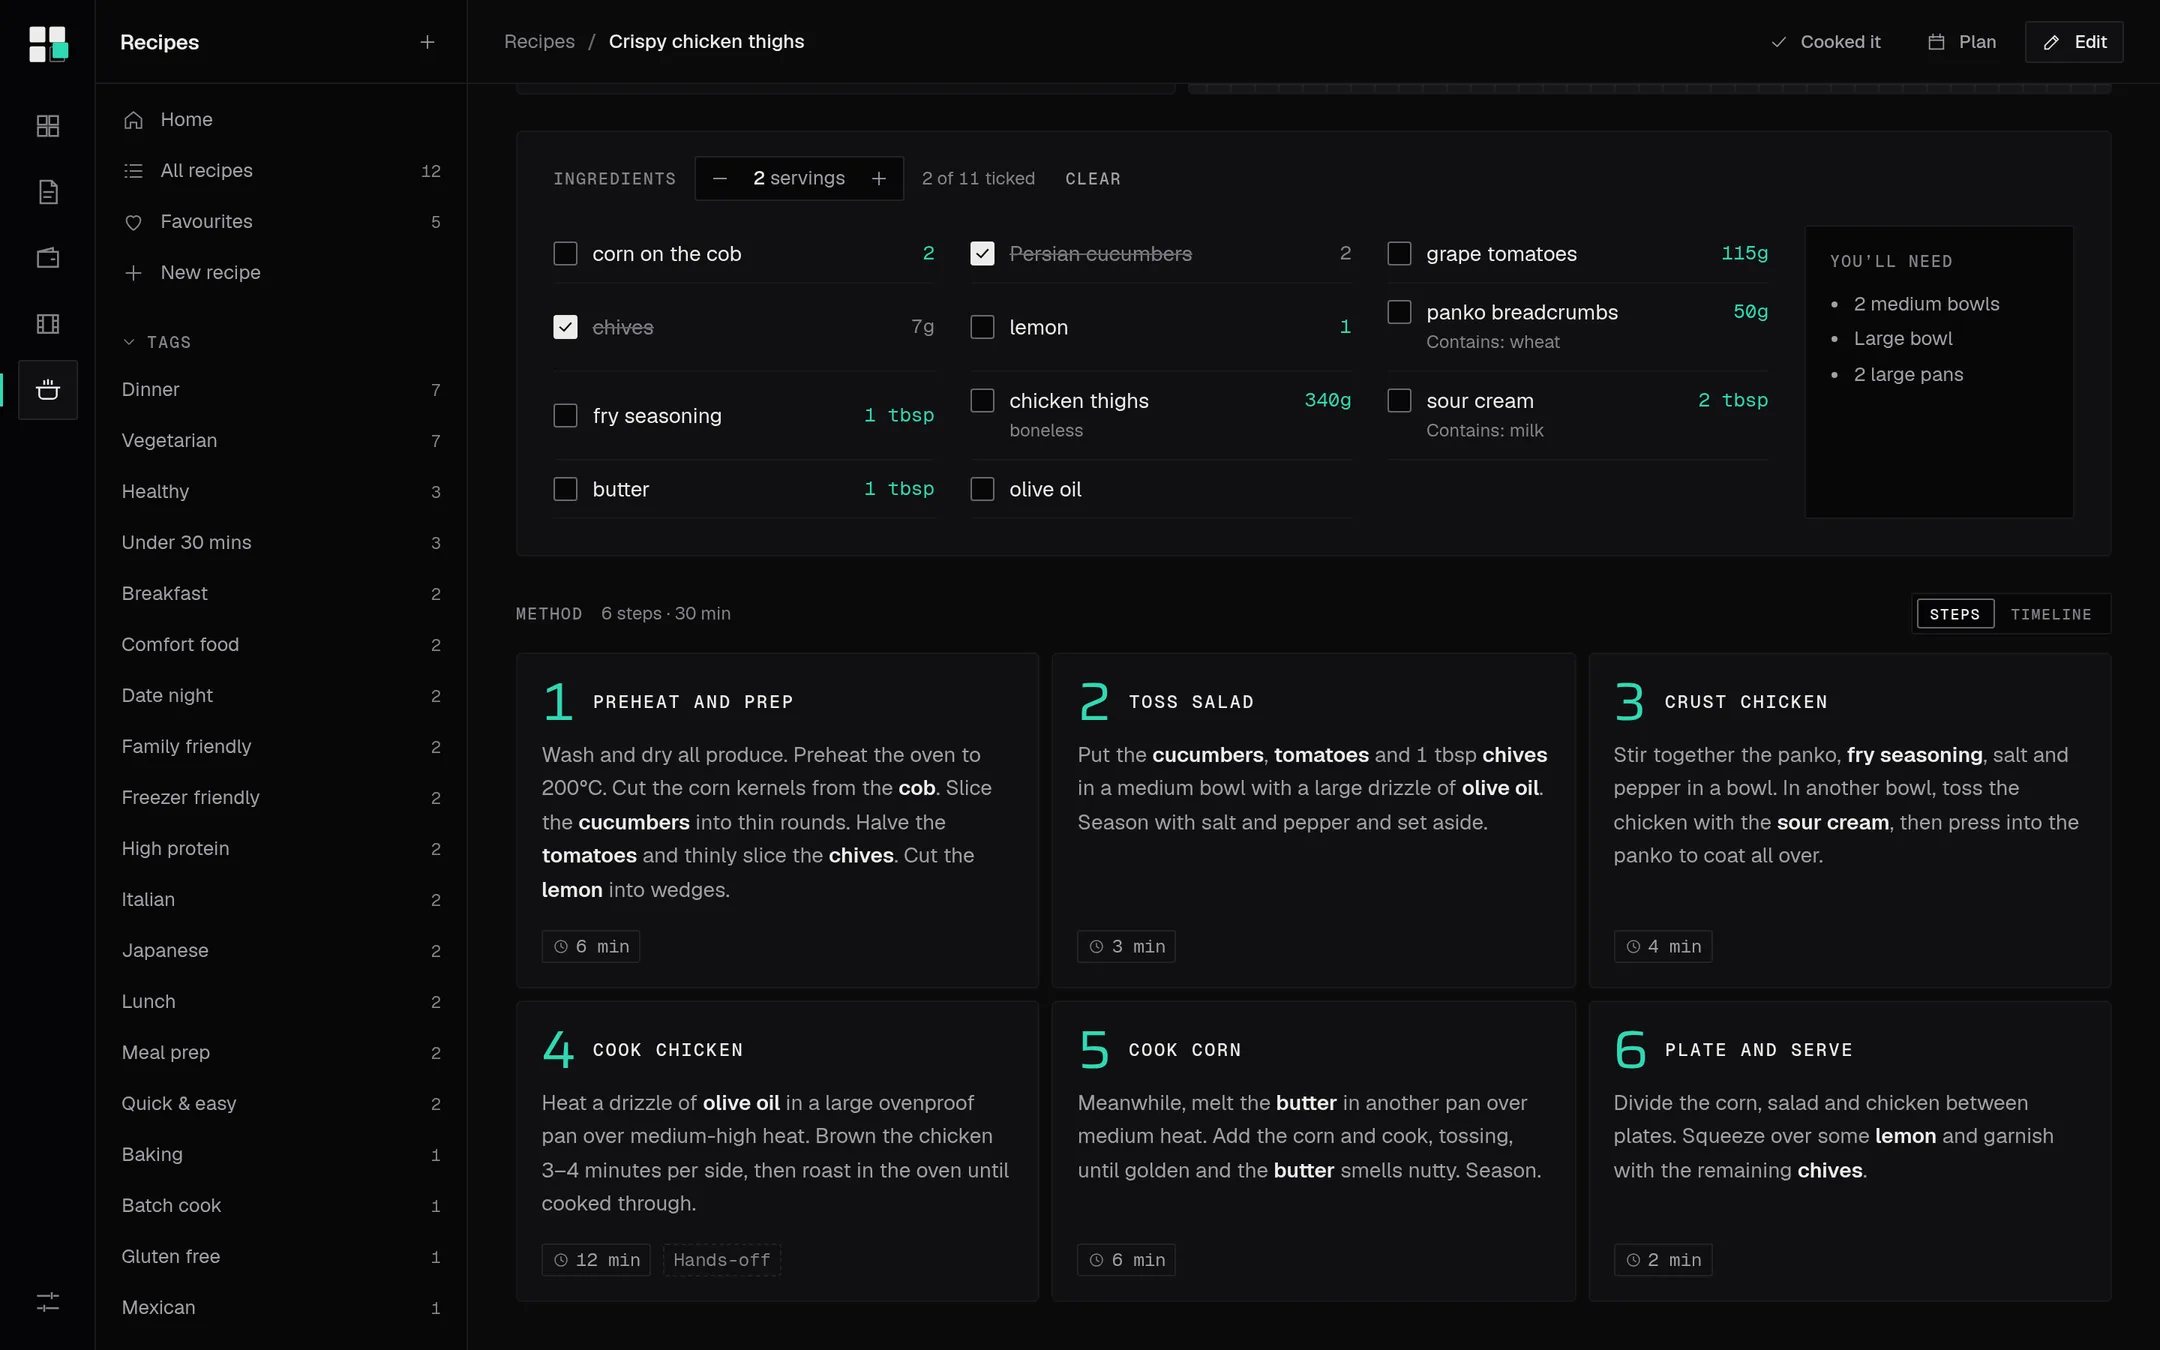 Recipes
Home
All recipes 12
Favourites 5
New recipe
TAGS
Dinner 7
Vegetarian 7
Healthy 3
Under 30 mins 3
Breakfast 2
Comfort food 2
Date night 2
Family friendly 2
Freezer friendly 2
High protein 2
Italian 2
Japanese 2
Lunch 2
Meal prep 2
Quick & easy 2
Baking 1
Batch cook 1
Gluten free 1
Mexican 1
Recipes / Crispy chicken thighs
Cooked it
Plan
Edit
INGREDIENTS
2 servings
2 of 11 ticked
CLEAR
corn on the cob 2
Persian cucumbers 2
grape tomatoes 115g
chives 7g
lemon 1
panko breadcrumbs 50g
Contains: wheat
fry seasoning 1 tbsp
chicken thighs 340g
boneless
sour cream 2 tbsp
Contains: milk
butter 1 tbsp
olive oil
YOU'LL NEED
• 2 medium bowls
• Large bowl
• 2 large pans
METHOD 6 steps · 30 min
STEPS
TIMELINE
1 PREHEAT AND PREP
Wash and dry all produce. Preheat the oven to
200°C. Cut the corn kernels from the cob. Slice
the cucumbers into thin rounds. Halve the
tomatoes and thinly slice the chives. Cut the
lemon into wedges.
6 min
2 TOSS SALAD
Put the cucumbers, tomatoes and 1 tbsp chives
in a medium bowl with a large drizzle of olive oil.
Season with salt and pepper and set aside.
3 min
3 CRUST CHICKEN
Stir together the panko, fry seasoning, salt and
pepper in a bowl. In another bowl, toss the
chicken with the sour cream, then press into the
panko to coat all over.
4 min
4 COOK CHICKEN
Heat a drizzle of olive oil in a large ovenproof
pan over medium-high heat. Brown the chicken
3–4 minutes per side, then roast in the oven until
cooked through.
12 min
Hands-off
5 COOK CORN
Meanwhile, melt the butter in another pan over
medium heat. Add the corn and cook, tossing,
until golden and the butter smells nutty. Season.
6 min
6 PLATE AND SERVE
Divide the corn, salad and chicken between
plates. Squeeze over some lemon and garnish
with the remaining chives.
2 min